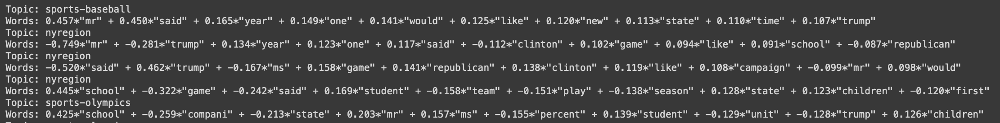 Topic: sports-baseball
Words: 0.457*"mr" + 0.450*"said" + 0.165*"year" + 0.149*"one" + 0.141*"would" + 0.125*"like" + 0.120*"new" + 0.113*"state" + 0.110*"time" + 0.107*"trump"
Topic: nyregion
Words: -0.749*"mr" + -0.281*"trump" + 0.134*"year" + 0.123*"one" + 0.117*"said" + -0.112*"clinton" + 0.102*"game" + 0.094*"like" + 0.091*"school" + -0.087*"republican"
Topic: nyregion
Words: -0.520*"said" + 0.462*"trump" + -0.167*"ms" + 0.158*"game" + 0.141*"republican" + 0.138*"clinton" + 0.119*"like" + 0.108*"campaign" + -0.099*"mr" + 0.098*"would"
Topic: nyregion
Words: 0.445*"school" + -0.322*"game" + -0.242*"said" + 0.169*"student" + -0.158*"team" + -0.151*"play" + -0.138*"season" + 0.128*"state" + 0.123*"children" + -0.120*"first"
Topic: sports-olympics
Words: 0.425*"school" + -0.259*"compani" + -0.213*"state" + 0.203*"mr" + 0.157*"ms" + -0.155*"percent" + 0.139*"student" + -0.129*"unit" + -0.128*"trump" + 0.126*"children"